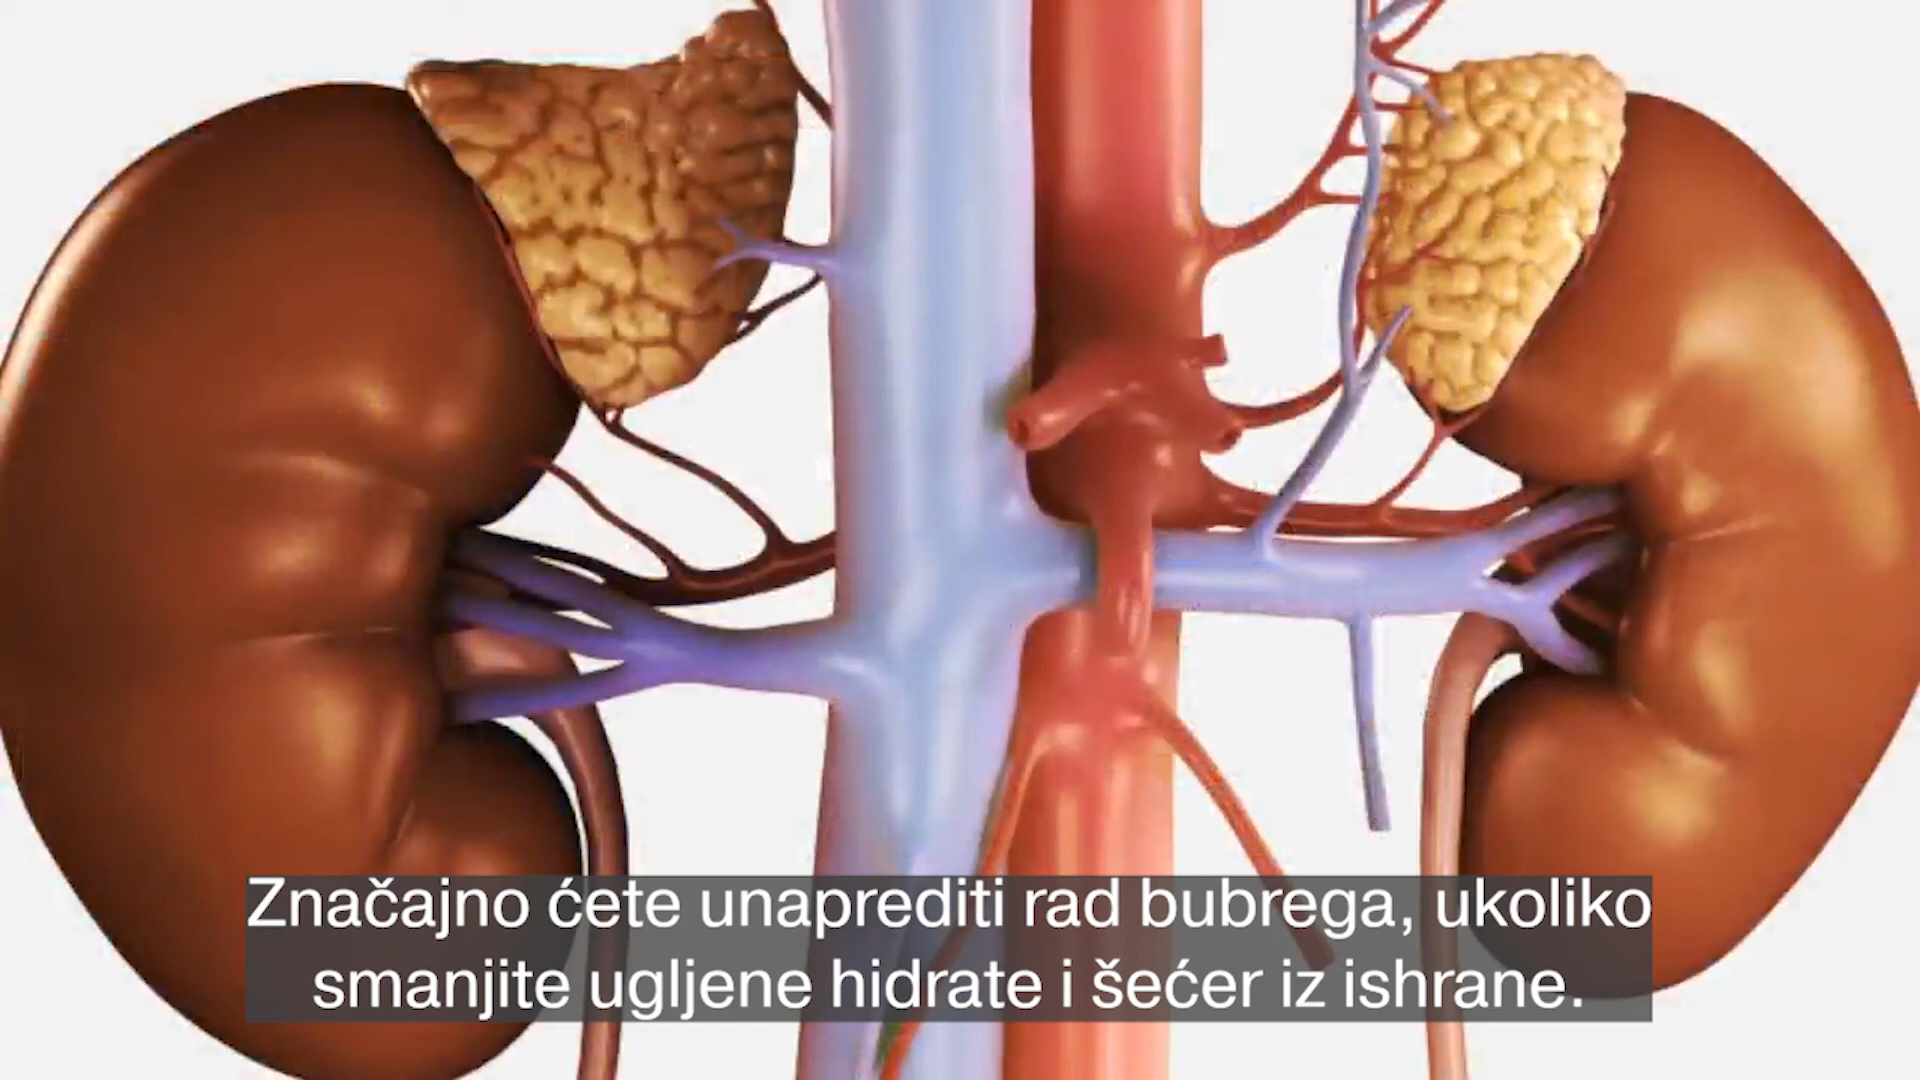 Značajno ćete unaprediti rad bubrega, ukoliko
smanjite ugljene hidrate i šećer iz ishrane.